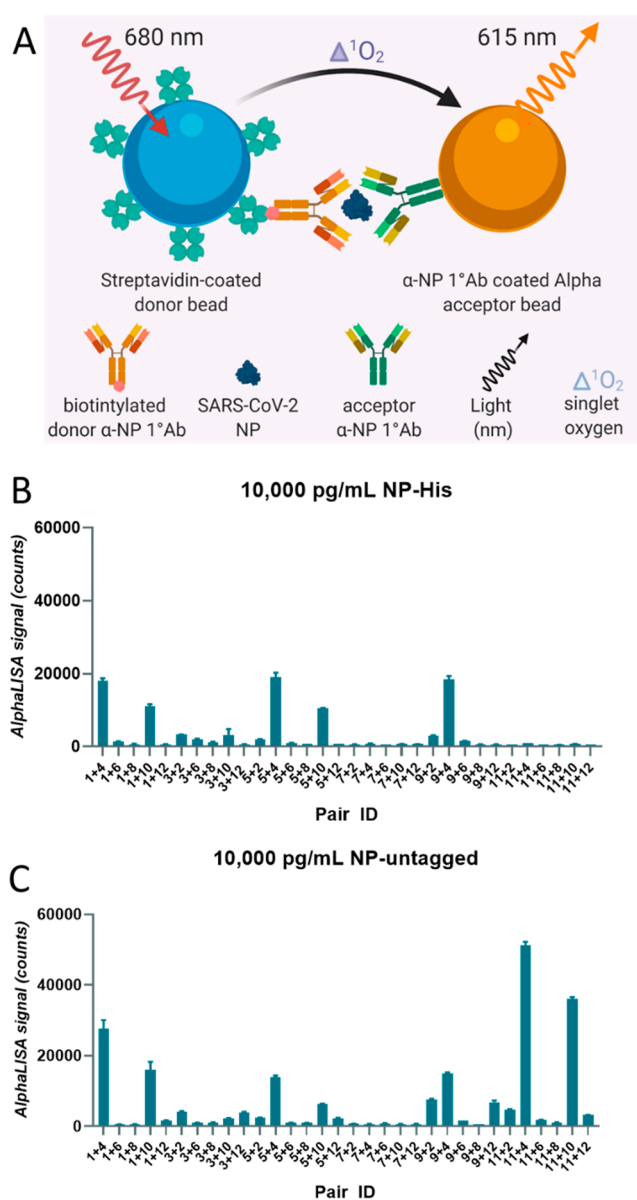 A
680 nm
Δ¹O₂
615 nm
Streptavidin-coated
donor bead
α-NP 1°Ab coated Alpha
acceptor bead
biotintylated
donor α-NP 1°Ab
SARS-CoV-2
NP
acceptor
α-NP 1°Ab
Light
(nm)
Δ¹O₂
singlet
oxygen
B
10,000 pg/mL NP-His
AlphaLISA signal (counts)
60000
40000
20000
0
1+4 1+6 1+8 1+10 1+12 3+2 3+6 3+8 3+10 3+12 5+2 5+4 5+6 5+8 5+10 5+12 7+2 7+4 7+6 7+10 7+12 9+2 9+4 9+6 9+8 9+12 11+2 11+4 11+6 11+8 11+10 11+12
Pair ID
C
10,000 pg/mL NP-untagged
AlphaLISA signal (counts)
60000
40000
20000
0
1+4 1+6 1+8 1+10 1+12 3+2 3+6 3+8 3+10 3+12 5+2 5+4 5+6 5+8 5+10 5+12 7+2 7+4 7+6 7+10 7+12 9+2 9+4 9+6 9+8 9+12 11+2 11+4 11+6 11+8 11+10 11+12
Pair ID